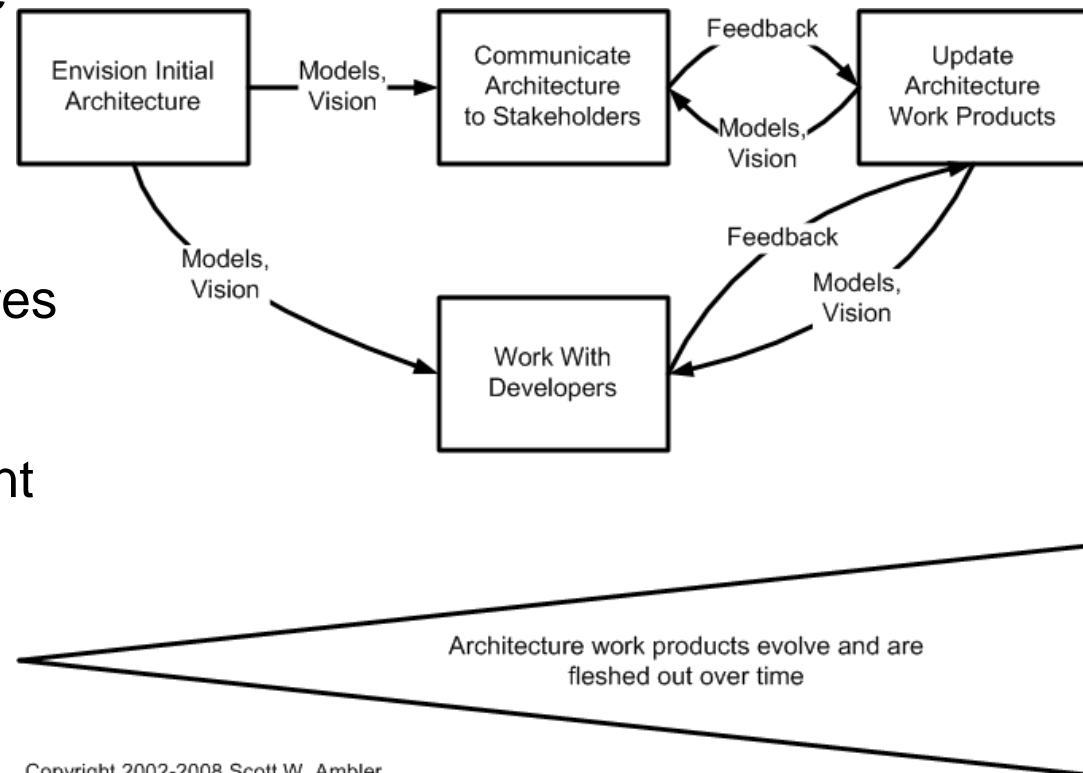 Envision Initial
Architecture
Models,
Vision
Communicate
Architecture
to Stakeholders
Feedback
Models,
Vision
Update
Architecture
Work Products
Models,
Vision
Feedback
Models,
Vision
Work With
Developers
Architecture work products evolve and are
fleshed out over time
Copyright 2002-2008 Scott W. Ambler